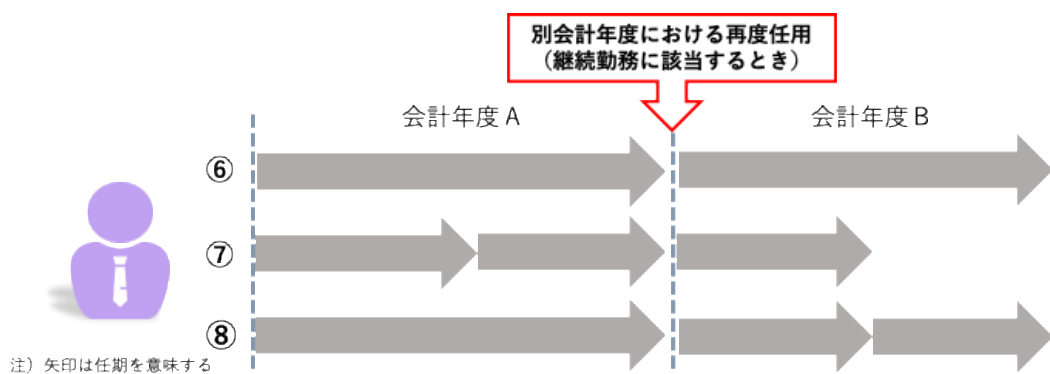 別会計年度における再度任用
（継続勤務に該当するとき）
会計年度A
会計年度B
⑥
⑦
⑧
注）矢印は任期を意味する